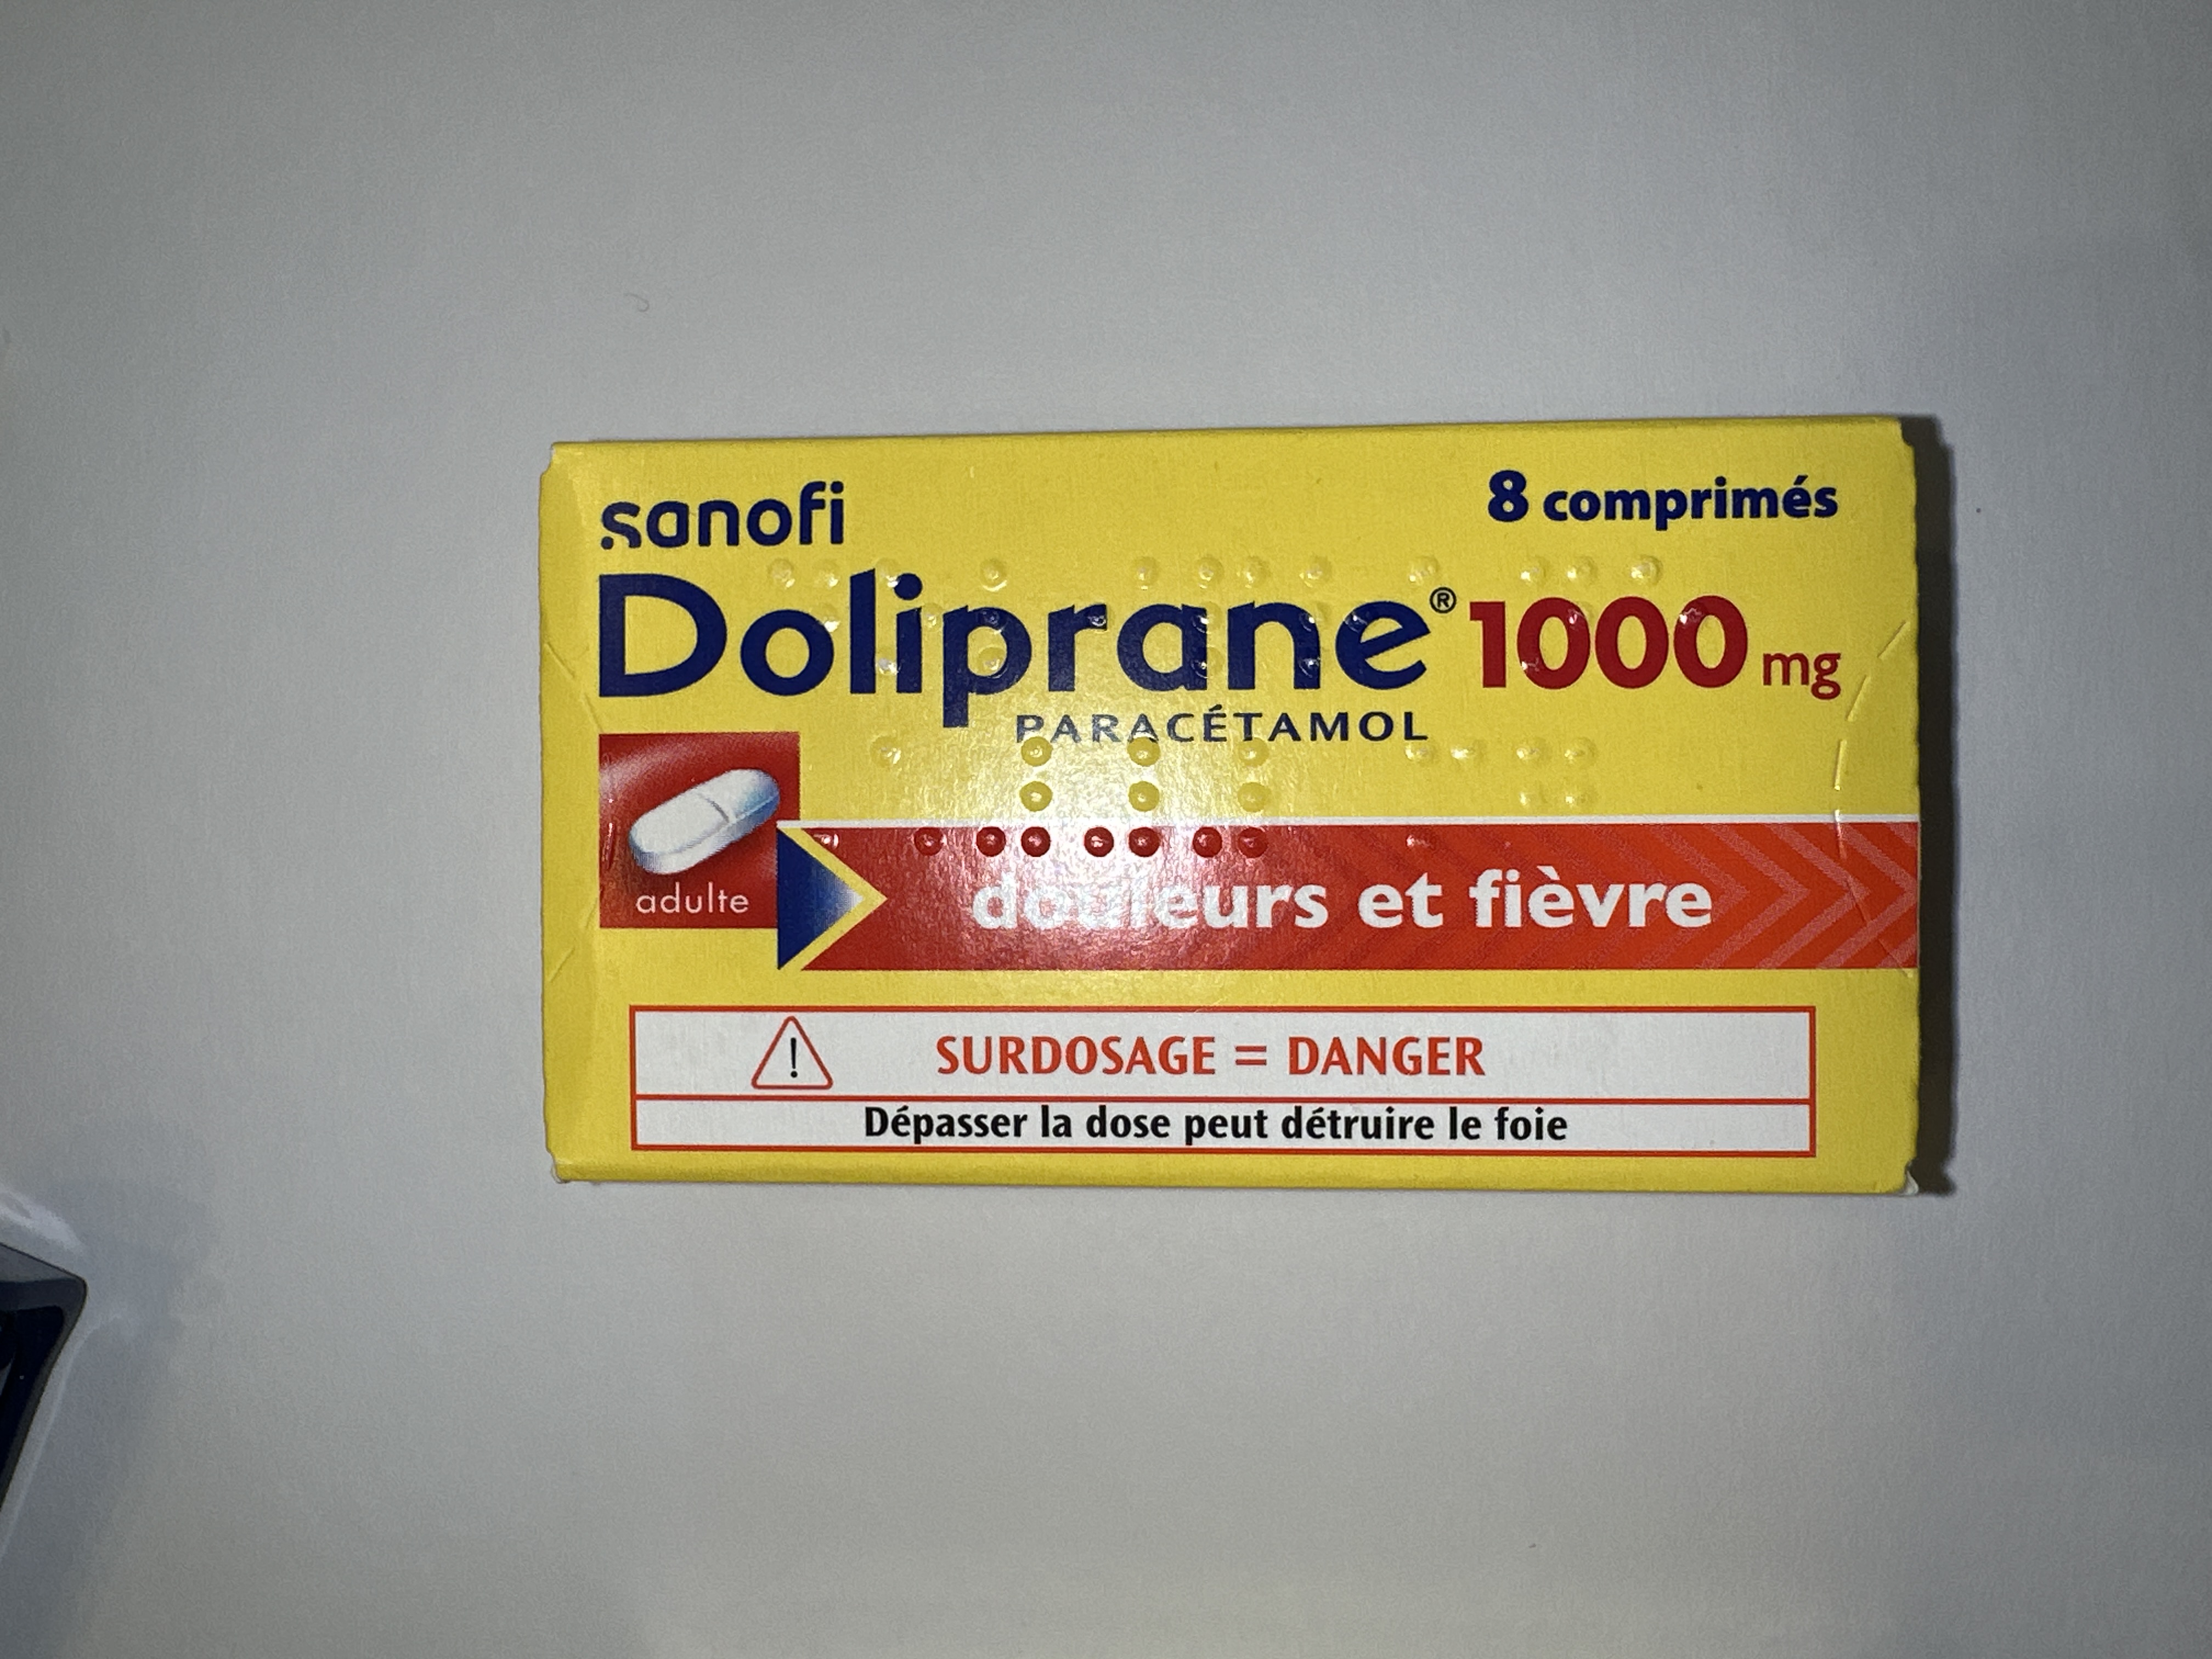 sanofi
8 comprimés
Doliprane® 1000 mg
PARACÉTAMOL
adulte
douleurs et fièvre
! SURDOSAGE = DANGER
Dépasser la dose peut détruire le foie